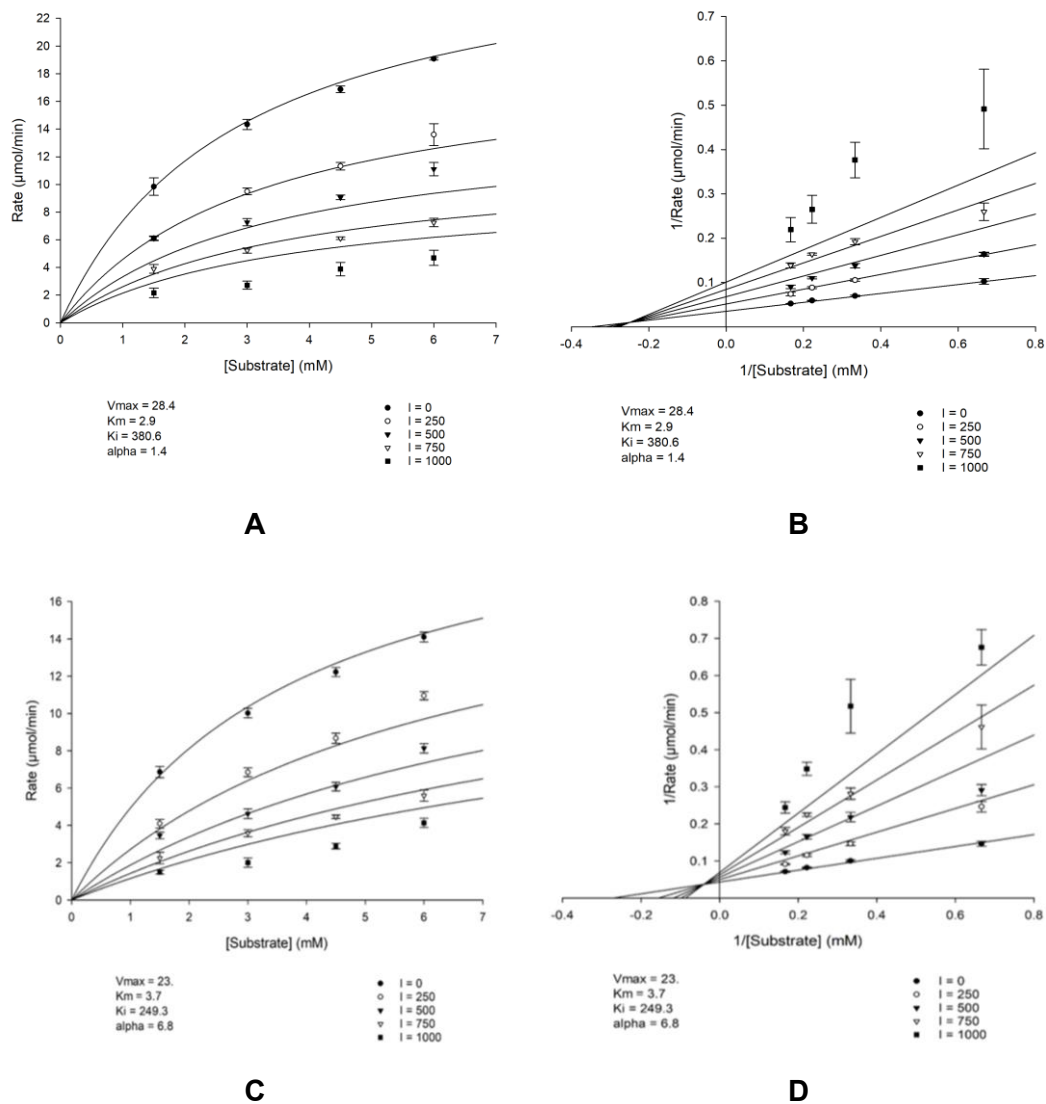 22
20
18
16
14
12
10
8
6
4
2
0
Rate (µmol/min)
0 1 2 3 4 5 6 7
[Substrate] (mM)
Vmax = 28.4
Km = 2.9
Ki = 380.6
alpha = 1.4
I = 0
I = 250
I = 500
I = 750
I = 1000
A
0.7
0.6
0.5
0.4
0.3
0.2
0.1
1/Rate (µmol/min)
-0.4 -0.2 0.0 0.2 0.4 0.6 0.8
1/[Substrate] (mM)
Vmax = 28.4
Km = 2.9
Ki = 380.6
alpha = 1.4
I = 0
I = 250
I = 500
I = 750
I = 1000
B
16
14
12
10
8
6
4
2
0
Rate (µmol/min)
0 1 2 3 4 5 6 7
[Substrate] (mM)
Vmax = 23.
Km = 3.7
Ki = 249.3
alpha = 6.8
I = 0
I = 250
I = 500
I = 750
I = 1000
C
0.8
0.7
0.6
0.5
0.4
0.3
0.2
0.1
1/Rate (µmol/min)
-0.4 -0.2 0.0 0.2 0.4 0.6 0.8
1/[Substrate] (mM)
Vmax = 23.
Km = 3.7
Ki = 249.3
alpha = 6.8
I = 0
I = 250
I = 500
I = 750
I = 1000
D